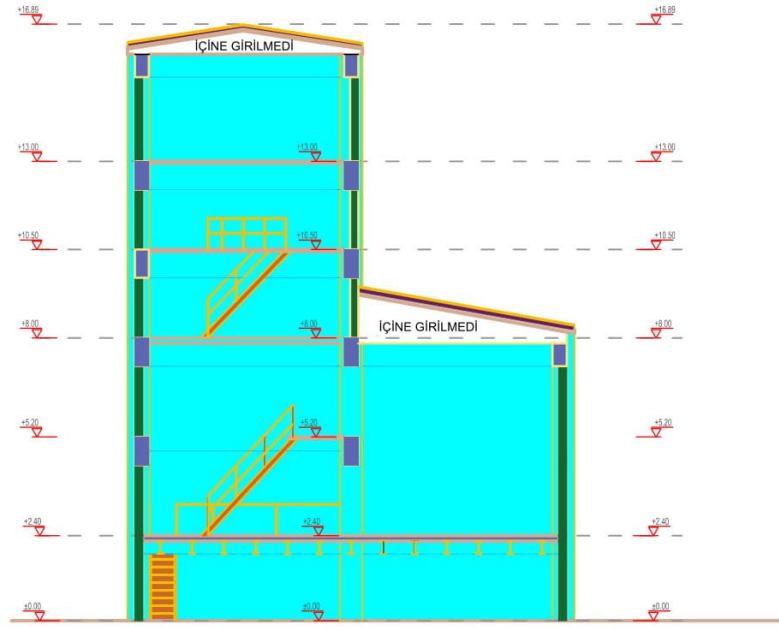 +16.89 +16.89
İÇİNE GİRİLMEDİ
+13.00 +13.00 +13.00
+10.50 +10.50 +10.50
İÇİNE GİRİLMEDİ
+8.00 +8.00 +8.00
+5.20 +5.20 +5.20
+2.40 +2.40 +2.40
±0.00 ±0.00 ±0.00